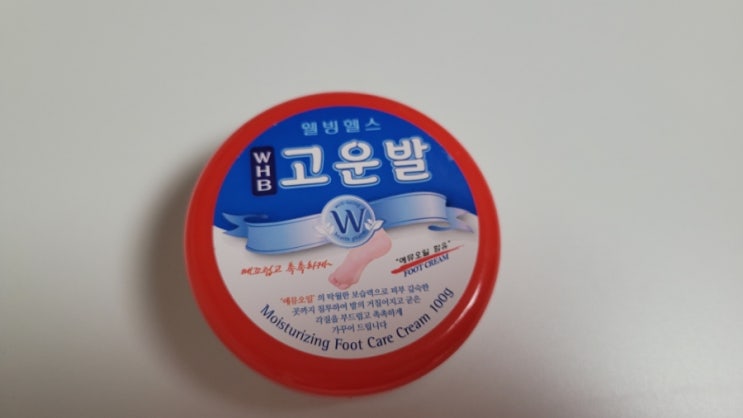 웰빙헬스
WHB
고운발
well-being
W
매끄럽고 촉촉하게~
"에뮤오일 함유"
FOOT CREAM
"에뮤오일"의 탁월한 보습력으로 피부 깊숙한
곳까지 침투하여 발의 거칠어지고 굳은
각질을 부드럽고 촉촉하게
가꾸어 드립니다
Moisturizing Foot Care Cream 100g